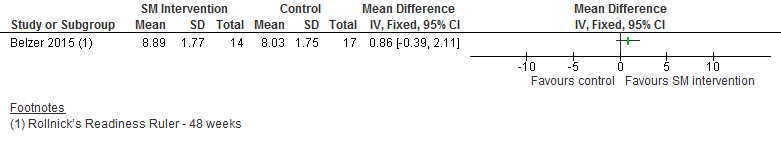 SM Intervention Control Mean Difference Mean Difference
Study or Subgroup Mean SD Total Mean SD Total IV, Fixed, 95% CI IV, Fixed, 95% CI
Belzer 2015 (1) 8.89 1.77 14 8.03 1.75 17 0.86 [-0.39, 2.11]
-10 -5 0 5 10
Favours control Favours SM intervention
Footnotes
(1) Rollnick's Readiness Ruler - 48 weeks